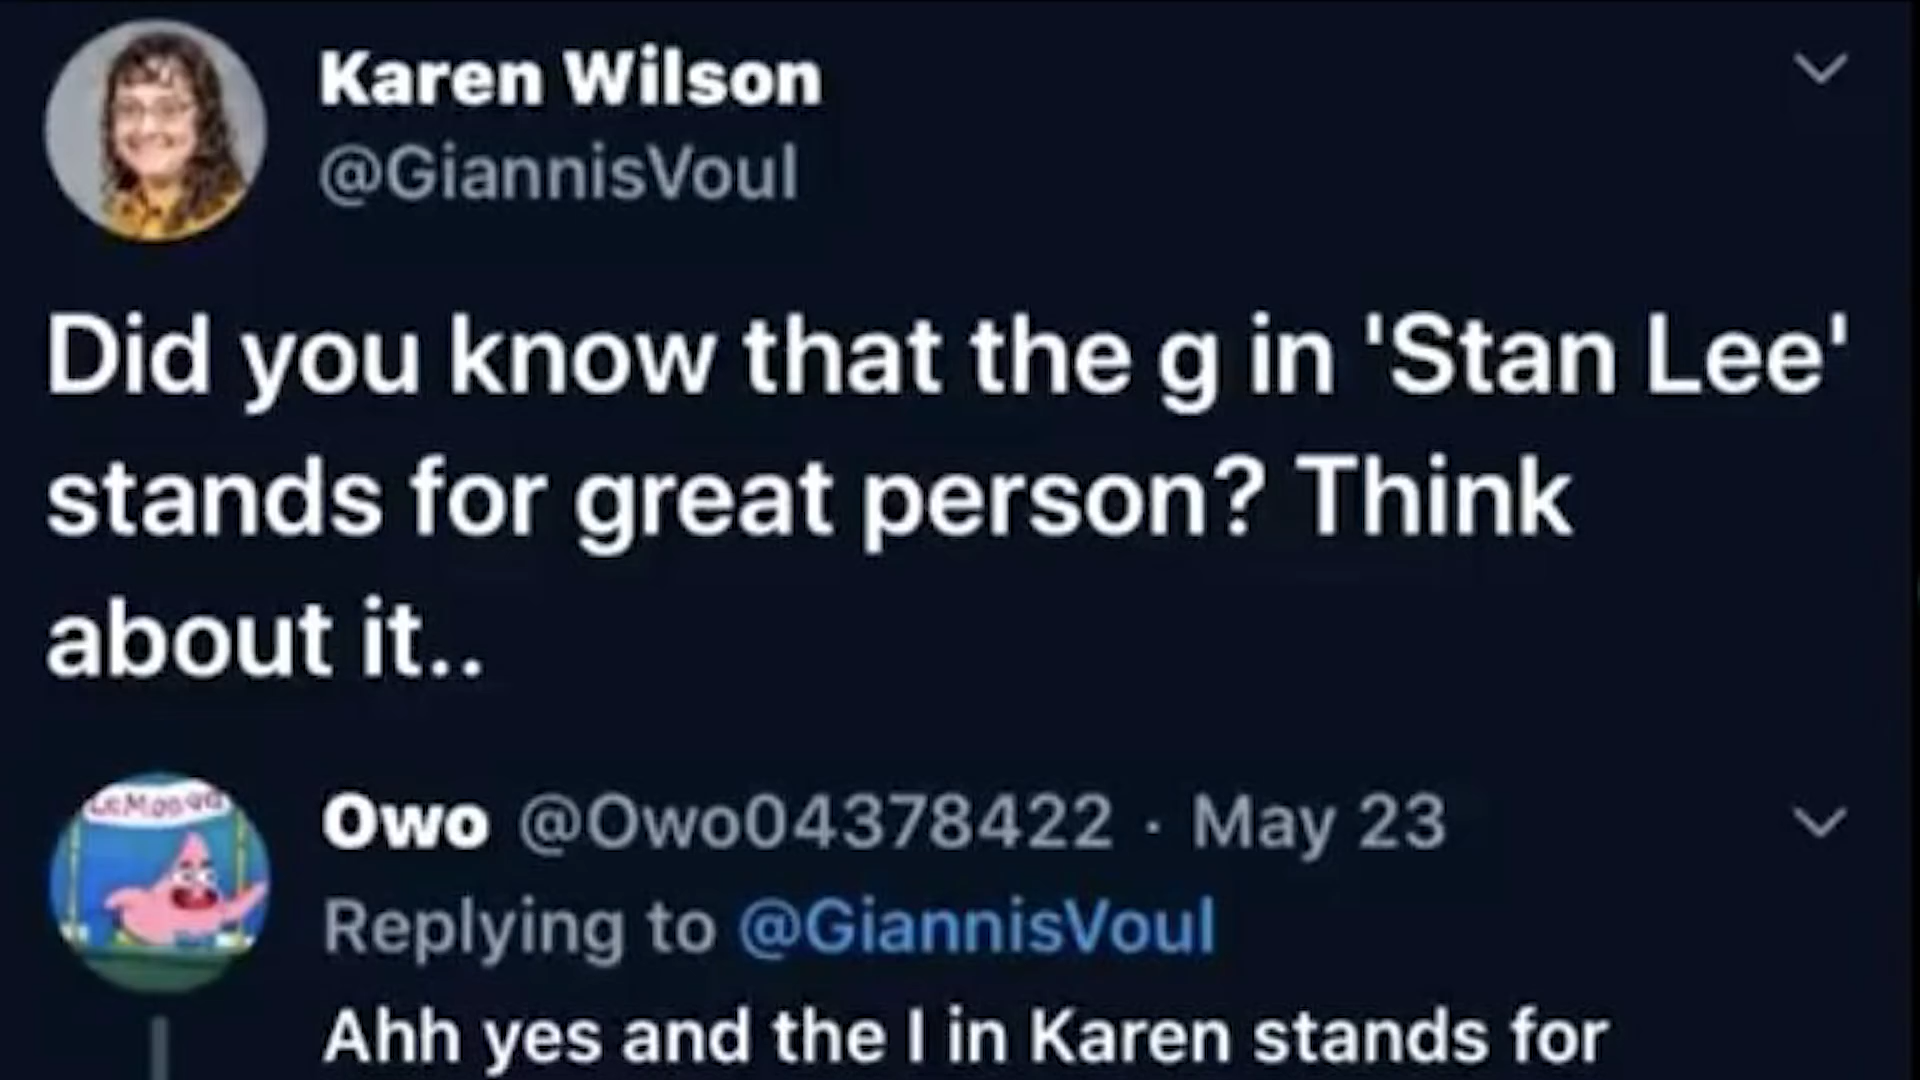 Karen Wilson
@GiannisVoul
Did you know that the g in 'Stan Lee'
stands for great person? Think
about it..
Owo @Owo04378422 · May 23
Replying to @GiannisVoul
Ahh yes and the I in Karen stands for